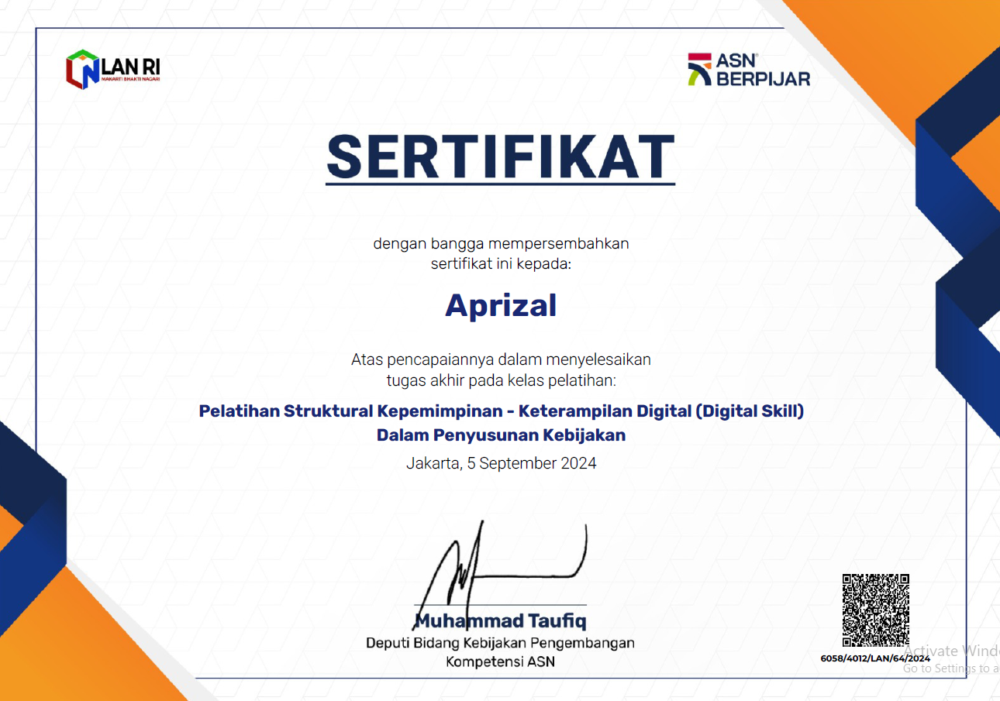 LAN RI
MAKARTI BHAKTI NAGARI
ASN
BERPIJAR
SERTIFIKAT
dengan bangga mempersembahkan
sertifikat ini kepada:
Aprizal
Atas pencapaiannya dalam menyelesaikan
tugas akhir pada kelas pelatihan:
Pelatihan Struktural Kepemimpinan - Keterampilan Digital (Digital Skill)
Dalam Penyusunan Kebijakan
Jakarta, 5 September 2024
Muhammad Taufiq
Deputi Bidang Kebijakan Pengembangan
Kompetensi ASN
6058/4012/LAN/64/2024
Activate Wind
Go to Settings to a